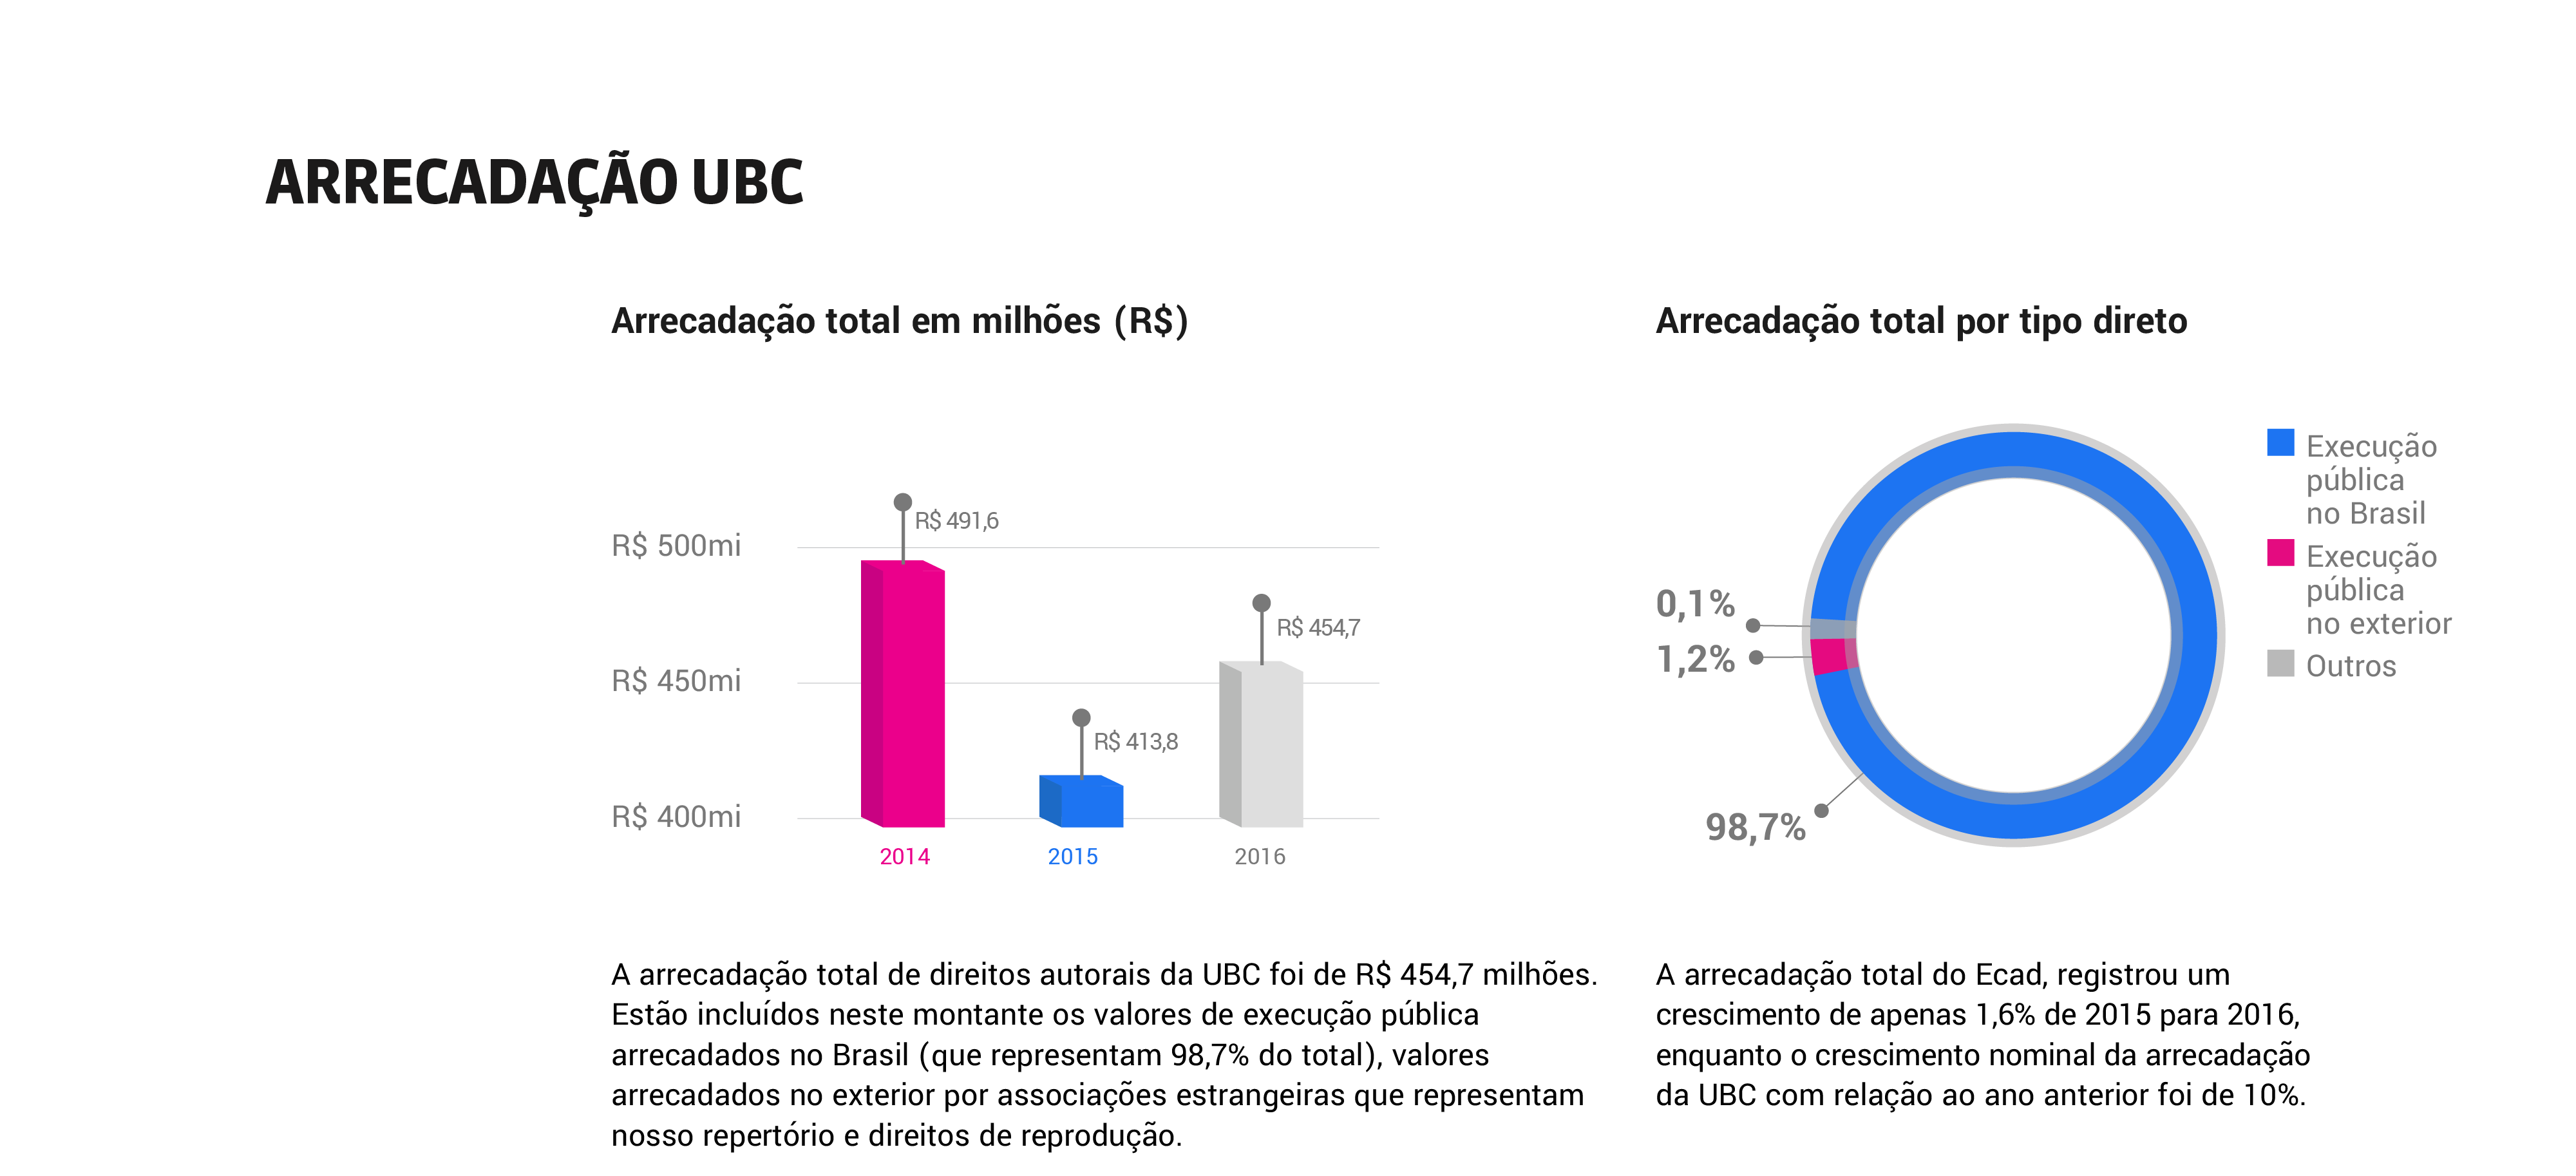 ARRECADAÇÃO UBC
Arrecadação total em milhões (R$)
R$ 491,6
R$ 500mi
R$ 454,7
R$ 450mi
R$ 413,8
R$ 400mi
2014
2015
2016
A arrecadação total de direitos autorais da UBC foi de R$ 454,7 milhões.
Estão incluídos neste montante os valores de execução pública
arrecadados no Brasil (que representam 98,7% do total), valores
arrecadados no exterior por associações estrangeiras que representam
nosso repertório e direitos de reprodução.
Arrecadação total por tipo direto
Execução
pública
no Brasil
Execução
pública
no exterior
Outros
0,1%
1,2%
98,7%
A arrecadação total do Ecad, registrou um
crescimento de apenas 1,6% de 2015 para 2016,
enquanto o crescimento nominal da arrecadação
da UBC com relação ao ano anterior foi de 10%.